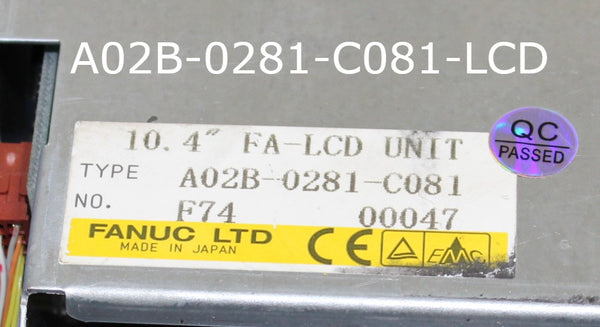 A02B-0281-C081-LCD
10.4" FA-LCD UNIT
TYPE A02B-0281-C081
NO. F74 00047
FANUC LTD
MADE IN JAPAN
CE
EMC
QC
PASSED